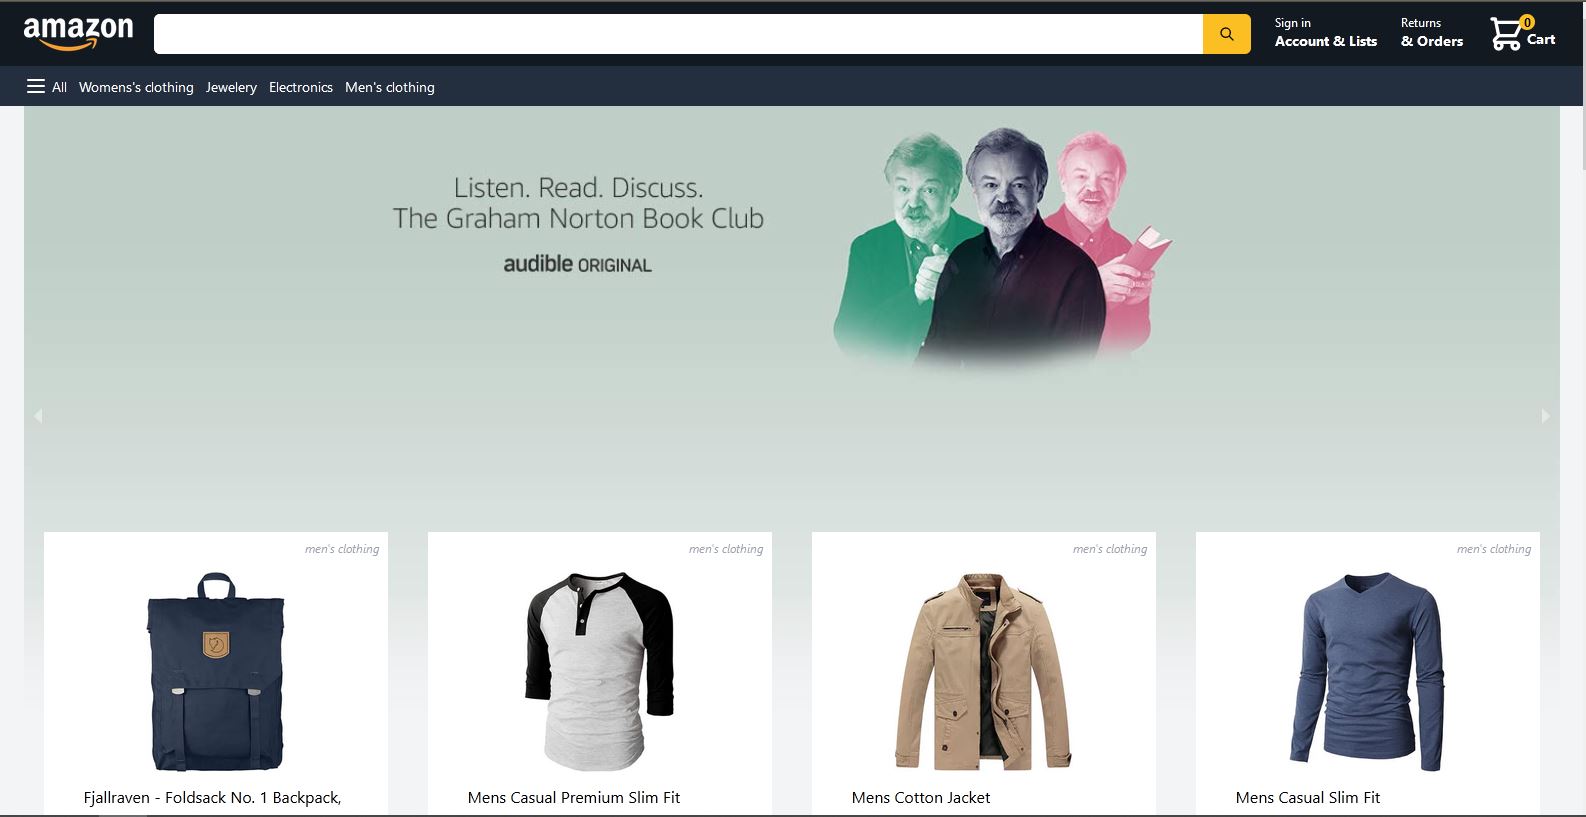 amazon
Sign in
Account & Lists
Returns
& Orders
0
Cart
All Womens's clothing Jewelery Electronics Men's clothing
Listen. Read. Discuss.
The Graham Norton Book Club
audible ORIGINAL
men's clothing
men's clothing
men's clothing
men's clothing
Fjallraven - Foldsack No. 1 Backpack,
Mens Casual Premium Slim Fit
Mens Cotton Jacket
Mens Casual Slim Fit